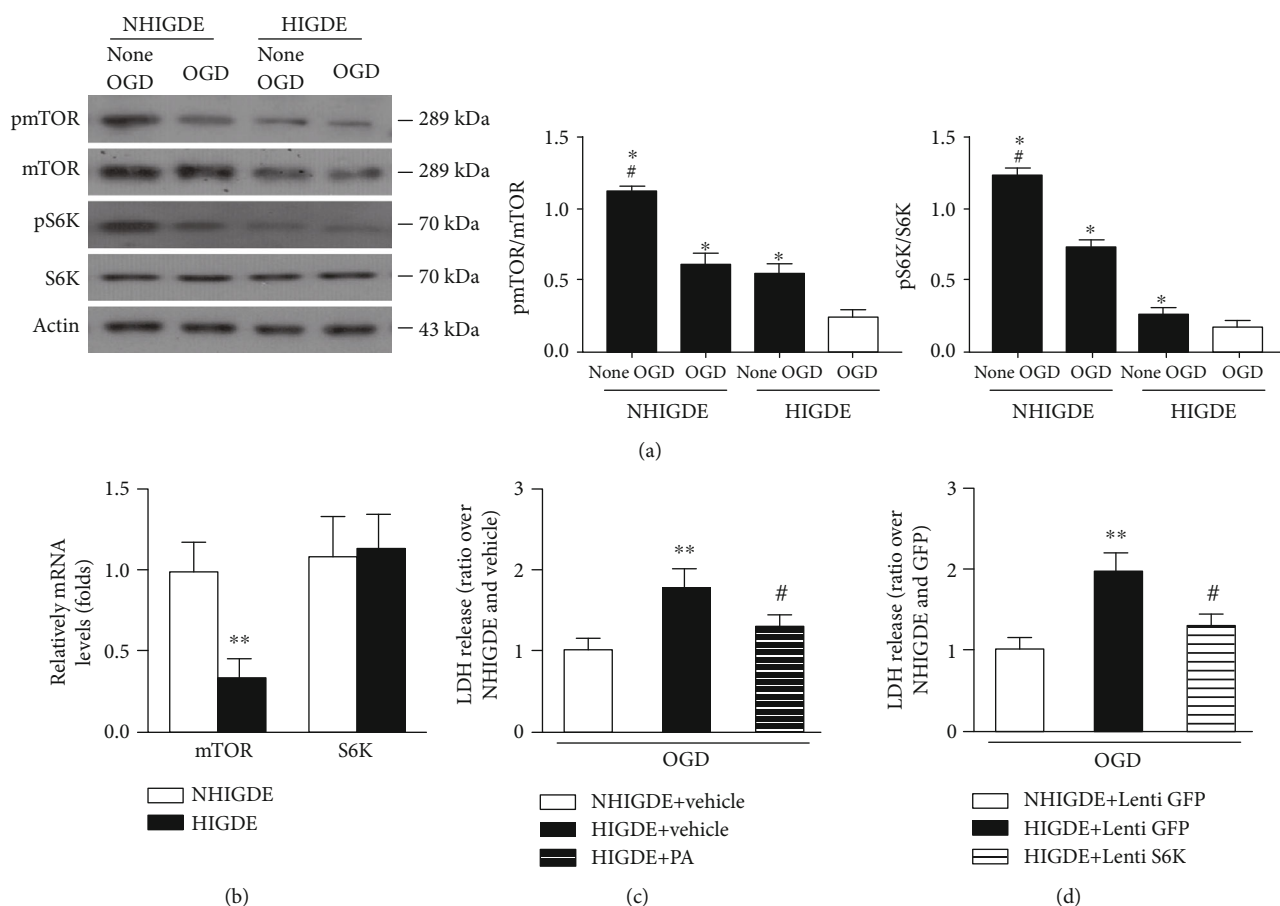 NHIGDE HIGDE
None OGD OGD None OGD OGD
pmTOR — 289 kDa
mTOR — 289 kDa
pS6K — 70 kDa
S6K — 70 kDa
Actin — 43 kDa
pmTOR/mTOR
1.5
1.0
0.5
0.0
*
#
*
*
None OGD OGD None OGD OGD
NHIGDE HIGDE
pS6K/S6K
1.5
1.0
0.5
0.0
*
#
*
*
None OGD OGD None OGD OGD
NHIGDE HIGDE
(a)
Relatively mRNA
levels (folds)
1.5
1.0
0.5
0.0
**
mTOR S6K
NHIGDE
HIGDE
(b)
LDH release (ratio over
NHIGDE and vehicle)
3
2
1
0
**
#
OGD
NHIGDE+vehicle
HIGDE+vehicle
HIGDE+PA
(c)
LDH release (ratio over
NHIGDE and GFP)
3
2
1
0
**
#
OGD
NHIGDE+Lenti GFP
HIGDE+Lenti GFP
HIGDE+Lenti S6K
(d)